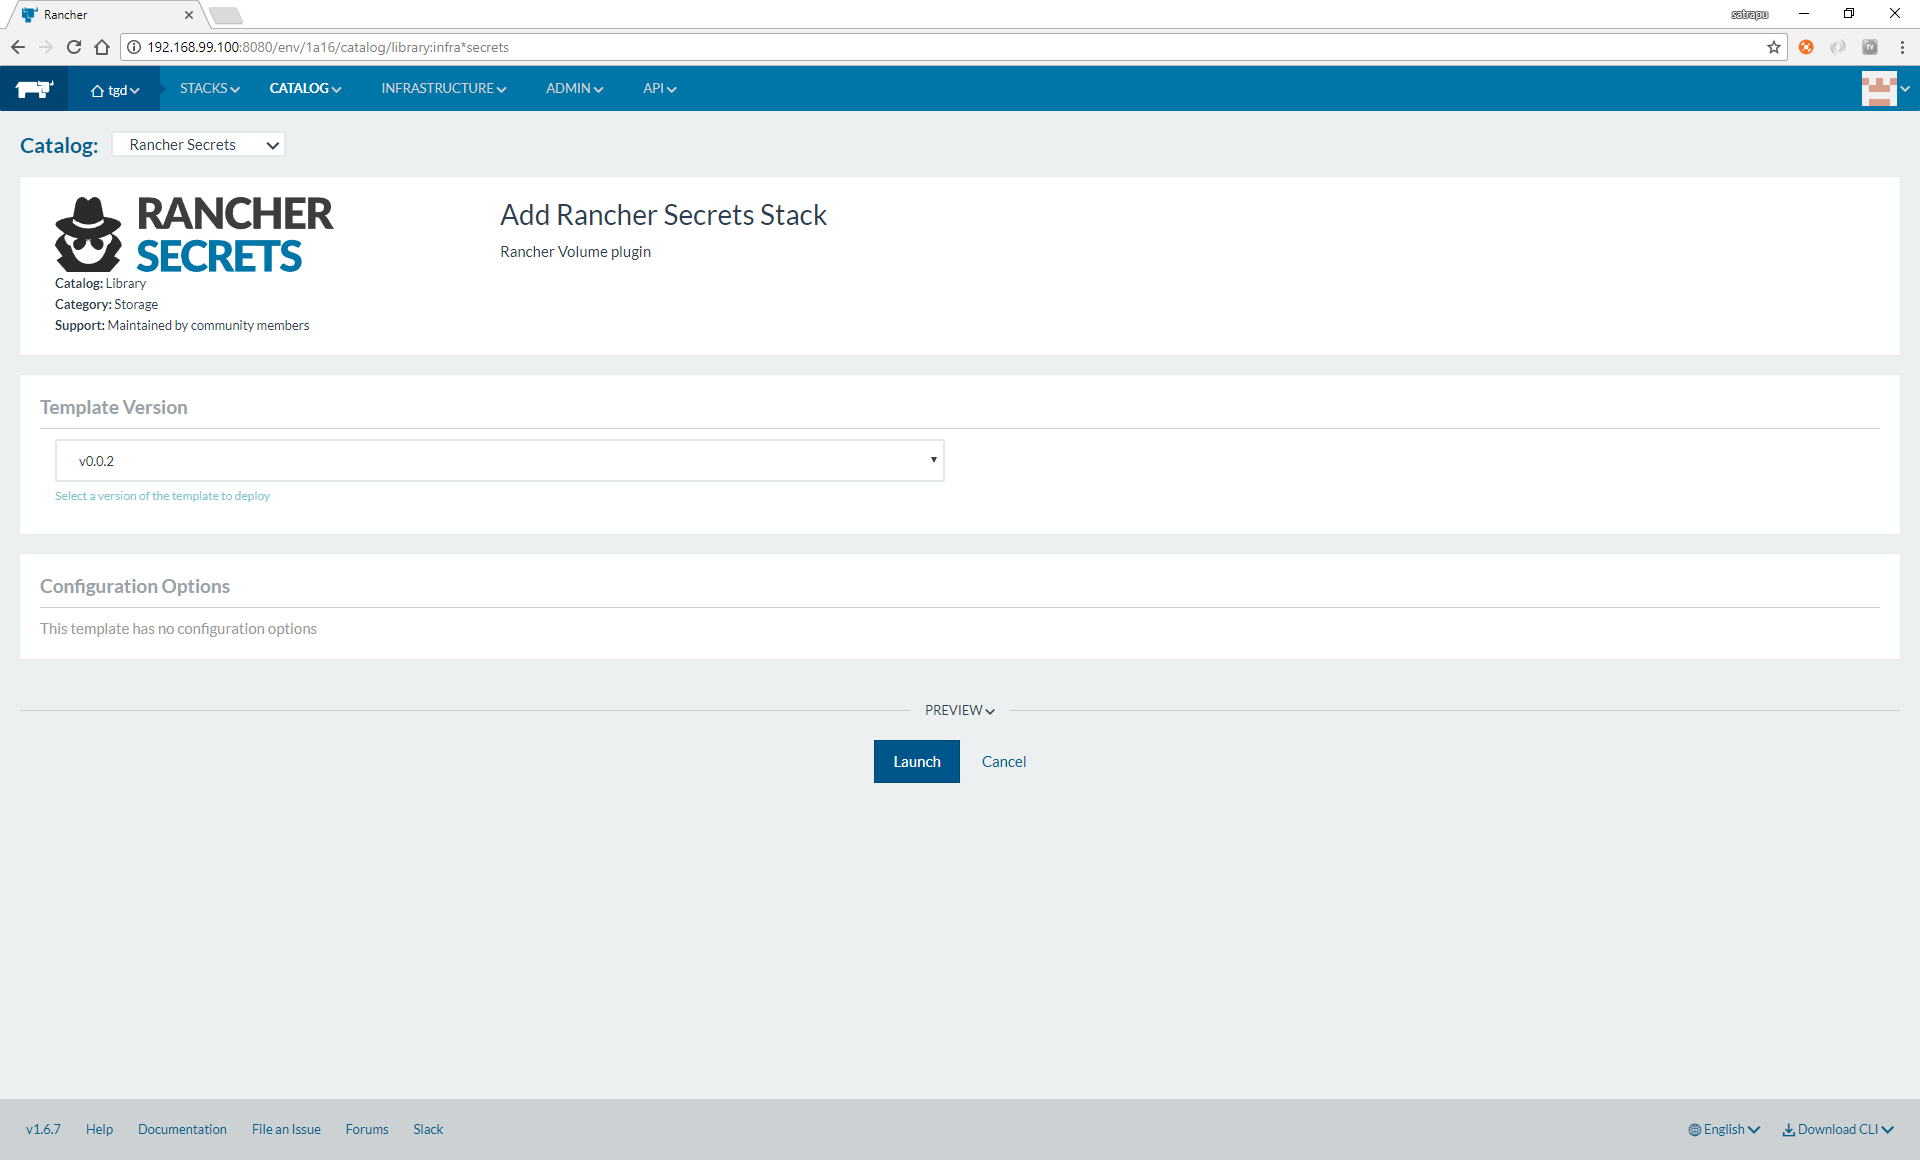 Rancher
satrapu
192.168.99.100:8080/env/1a16/catalog/library:infra*secrets
TV
tgd STACKS CATALOG INFRASTRUCTURE ADMIN API
Catalog: Rancher Secrets
RANCHER
SECRETS
Catalog: Library
Category: Storage
Support: Maintained by community members
Add Rancher Secrets Stack
Rancher Volume plugin
Template Version
v0.0.2
Select a version of the template to deploy
Configuration Options
This template has no configuration options
PREVIEW
Launch Cancel
v1.6.7 Help Documentation File an Issue Forums Slack English Download CLI